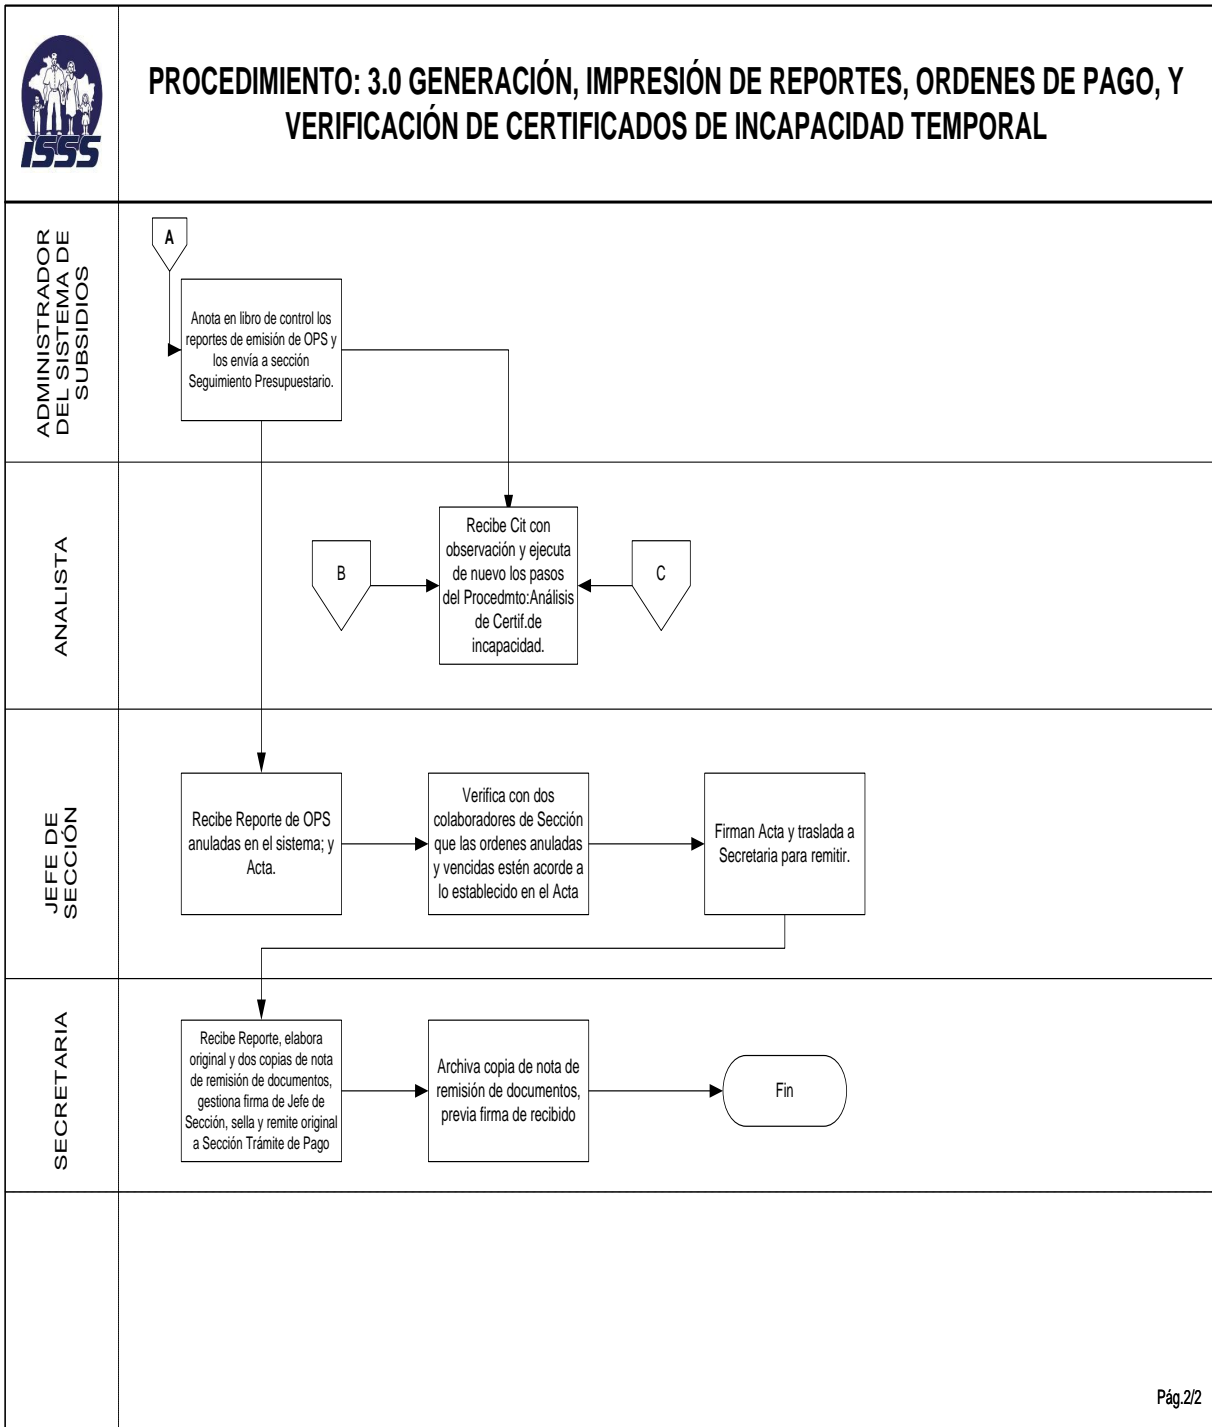 ISSS
PROCEDIMIENTO: 3.0 GENERACIÓN, IMPRESIÓN DE REPORTES, ORDENES DE PAGO, Y
VERIFICACIÓN DE CERTIFICADOS DE INCAPACIDAD TEMPORAL
ADMINISTRADOR
DEL SISTEMA DE
SUBSIDIOS
A
Anota en libro de control los
reportes de emisión de OPS y
los envía a sección
Seguimiento Presupuestario.
ANALISTA
B
Recibe Cit con
observación y ejecuta
de nuevo los pasos
del Procedmto:Análisis
de Certif.de
incapacidad.
C
JEFE DE
SECCIÓN
Recibe Reporte de OPS
anuladas en el sistema; y
Acta.
Verifica con dos
colaboradores de Sección
que las ordenes anuladas
y vencidas estén acorde a
lo establecido en el Acta
Firman Acta y traslada a
Secretaria para remitir.
SECRETARIA
Recibe Reporte, elabora
original y dos copias de nota
de remisión de documentos,
gestiona firma de Jefe de
Sección, sella y remite original
a Sección Trámite de Pago
Archiva copia de nota de
remisión de documentos,
previa firma de recibido
Fin
Pág.2/2